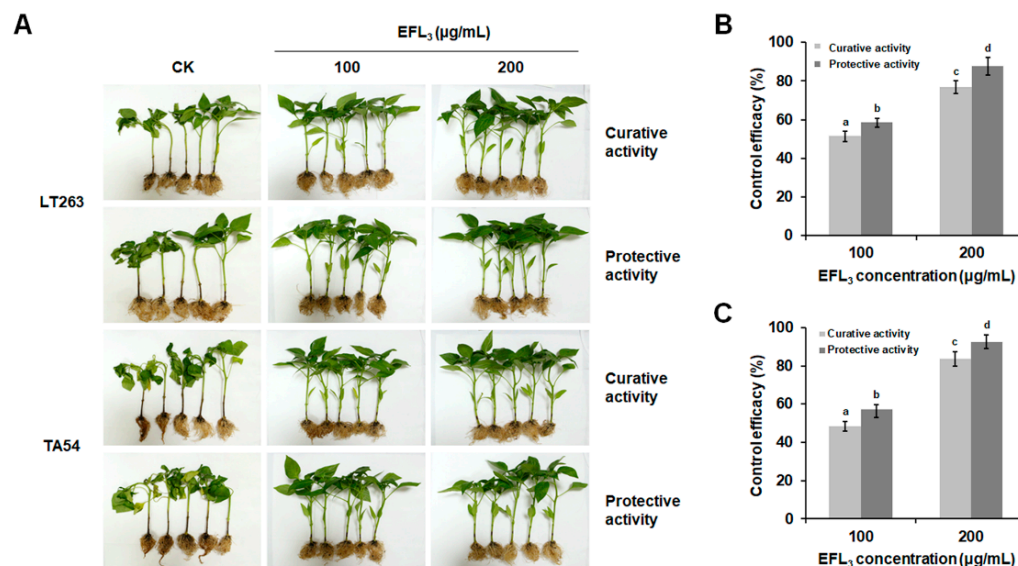 A
EFL₃ (µg/mL)
CK
100
200
LT263
Curative
activity
Protective
activity
TA54
Curative
activity
Protective
activity
B
Control efficacy (%)
100
80
60
40
20
0
Curative activity
Protective activity
a
b
c
d
100
200
EFL₃ concentration (µg/mL)
C
Control efficacy (%)
100
80
60
40
20
0
Curative activity
Protective activity
a
b
c
d
100
200
EFL₃ concentration (µg/mL)